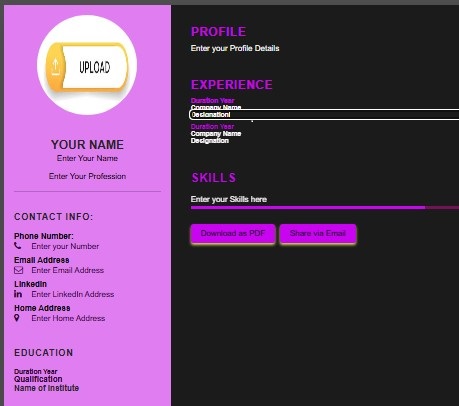 UPLOAD
YOUR NAME
Enter Your Name
Enter Your Profession
CONTACT INFO:
Phone Number:
Enter your Number
Email Address
Enter Email Address
LinkedIn
in Enter LinkedIn Address
Home Address
Enter Home Address
EDUCATION
Duration Year
Qualification
Name of Institute
PROFILE
Enter your Profile Details
EXPERIENCE
Duration Year
Company Name
Designation
Duration Year
Company Name
Designation
SKILLS
Enter your Skills here
Download as PDF Share via Email